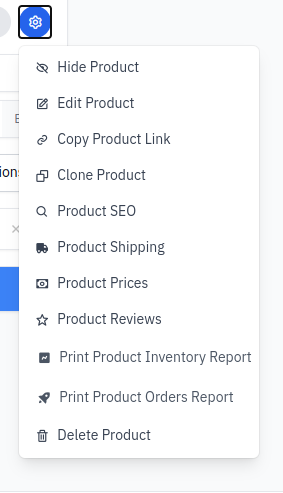 Hide Product
Edit Product
Copy Product Link
Clone Product
Product SEO
Product Shipping
Product Prices
Product Reviews
Print Product Inventory Report
Print Product Orders Report
Delete Product